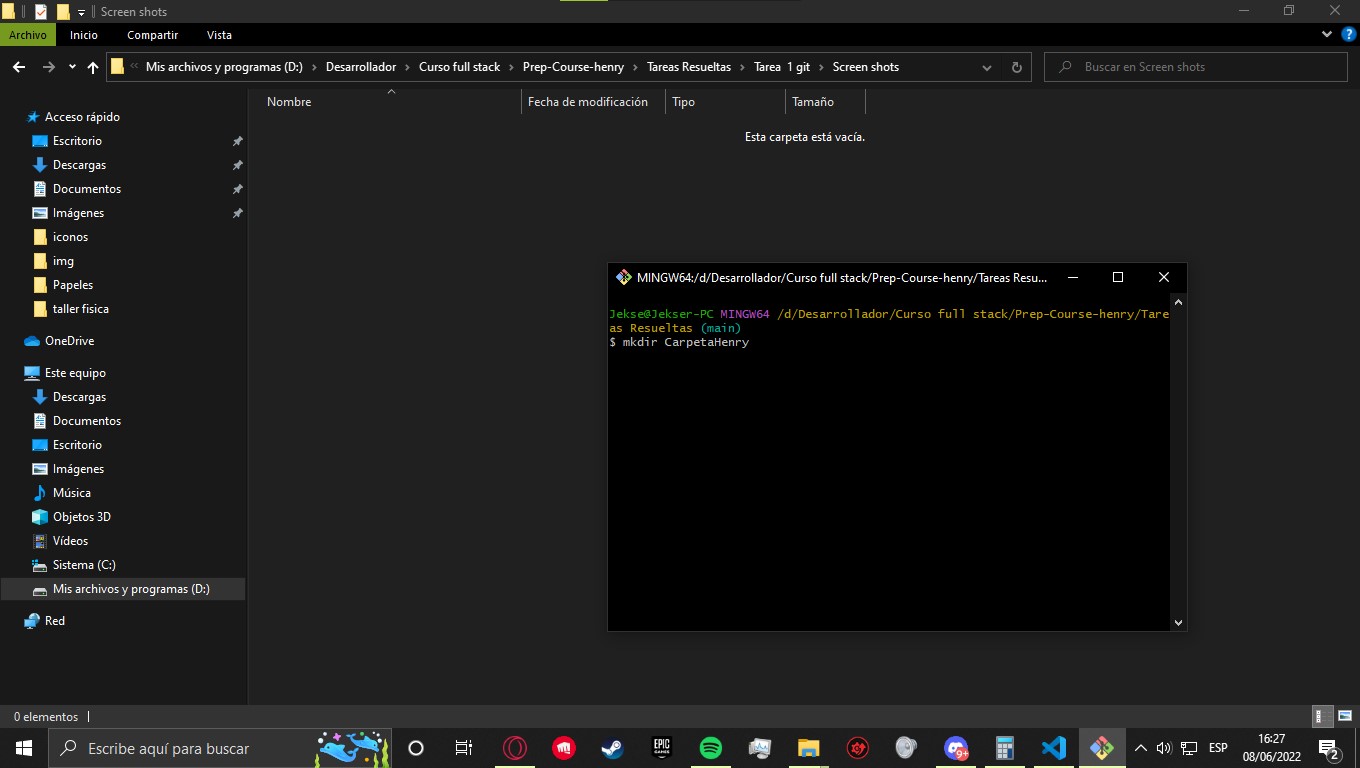 Screen shots
Archivo Inicio Compartir Vista
Mis archivos y programas (D:) Desarrollador Curso full stack Prep-Course-henry Tareas Resueltas Tarea 1 git Screen shots
Buscar en Screen shots
Nombre Fecha de modificación Tipo Tamaño
Esta carpeta está vacía.
Acceso rápido
Escritorio
Descargas
Documentos
Imágenes
iconos
img
Papeles
taller fisica
OneDrive
Este equipo
Descargas
Documentos
Escritorio
Imágenes
Música
Objetos 3D
Vídeos
Sistema (C:)
Mis archivos y programas (D:)
Red
MINGW64:/d/Desarrollador/Curso full stack/Prep-Course-henry/Tareas Resu...
Jekse@Jekser-PC MINGW64 /d/Desarrollador/Curso full stack/Prep-Course-henry/Tare
as Resueltas (main)
$ mkdir CarpetaHenry
0 elementos
Escribe aquí para buscar
EPIC
GAMES
9+
ESP
16:27
08/06/2022
2